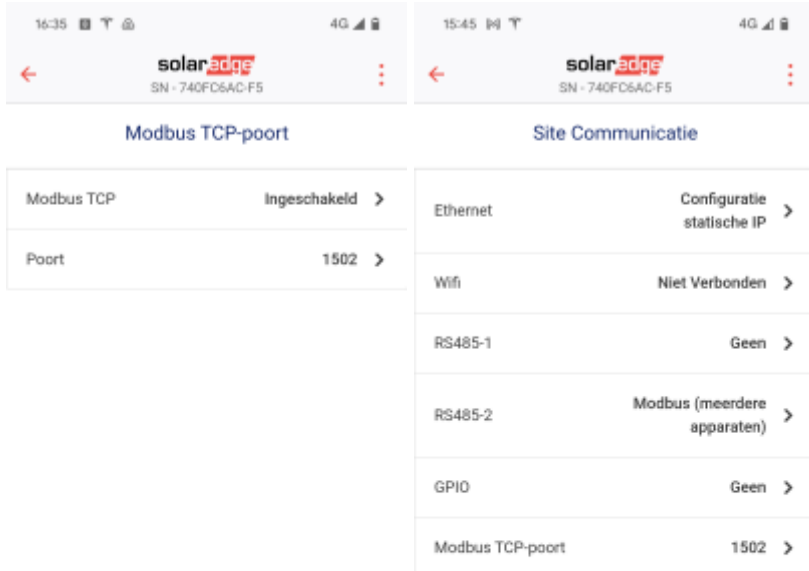 16:35 4G
solaredge
SN - 740FC6AC-F5
Modbus TCP-poort
Modbus TCP Ingeschakeld
Poort 1502
15:45 4G
solaredge
SN - 740FC6AC-F5
Site Communicatie
Ethernet Configuratie
statische IP
Wifi Niet Verbonden
RS485-1 Geen
RS485-2 Modbus (meerdere
apparaten)
GPIO Geen
Modbus TCP-poort 1502